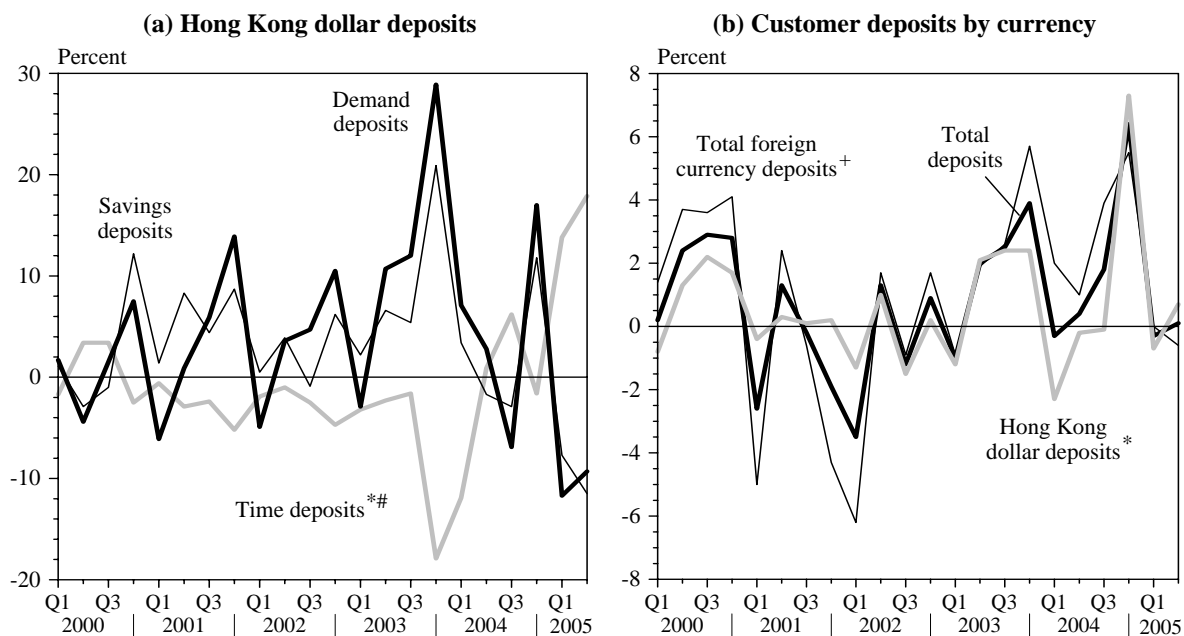 (a) Hong Kong dollar deposits
Percent
30
20
10
0
-10
-20
Demand
deposits
Savings
deposits
Time deposits*#
Q1 Q3 Q1 Q3 Q1 Q3 Q1 Q3 Q1 Q3 Q1
2000 2001 2002 2003 2004 2005
(b) Customer deposits by currency
Percent
8
6
4
2
0
-2
-4
-6
-8
Total foreign
currency deposits+
Total
deposits
Hong Kong
dollar deposits*
Q1 Q3 Q1 Q3 Q1 Q3 Q1 Q3 Q1 Q3 Q1
2000 2001 2002 2003 2004 2005